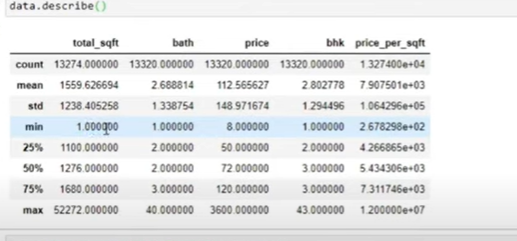 data.describe()
total_sqft bath price bhk price_per_sqft
count 13274.000000 13320.000000 13320.000000 13320.000000 1.327400e+04
mean 1559.626694 2.688814 112.565627 2.802778 7.907501e+03
std 1238.405258 1.338754 148.971674 1.294496 1.064296e+05
min 1.000000 1.000000 8.000000 1.000000 2.678298e+02
25% 1100.000000 2.000000 50.000000 2.000000 4.266865e+03
50% 1276.000000 2.000000 72.000000 3.000000 5.434306e+03
75% 1680.000000 3.000000 120.000000 3.000000 7.311746e+03
max 52272.000000 40.000000 3600.000000 43.000000 1.200000e+07